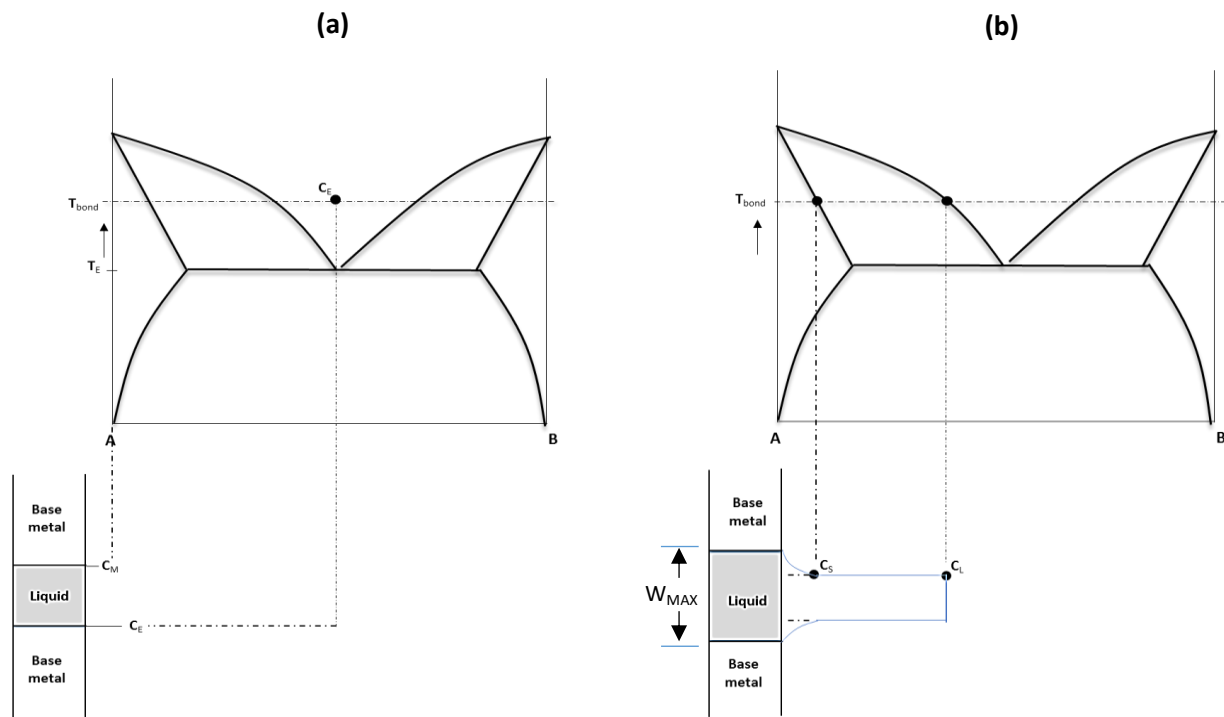 (a)
C_E
T_bond
T_E
A
B
Base
metal
C_M
Liquid
C_E
Base
metal
(b)
T_bond
A
B
Base
metal
C_S
C_L
W_MAX
Liquid
Base
metal